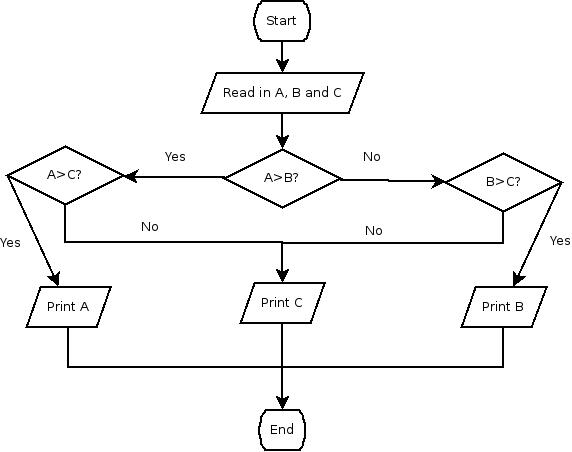 Start
Read in A, B and C
Yes
No
A>C?
A>B?
B>C?
No
No
Yes
Yes
Print A
Print C
Print B
End